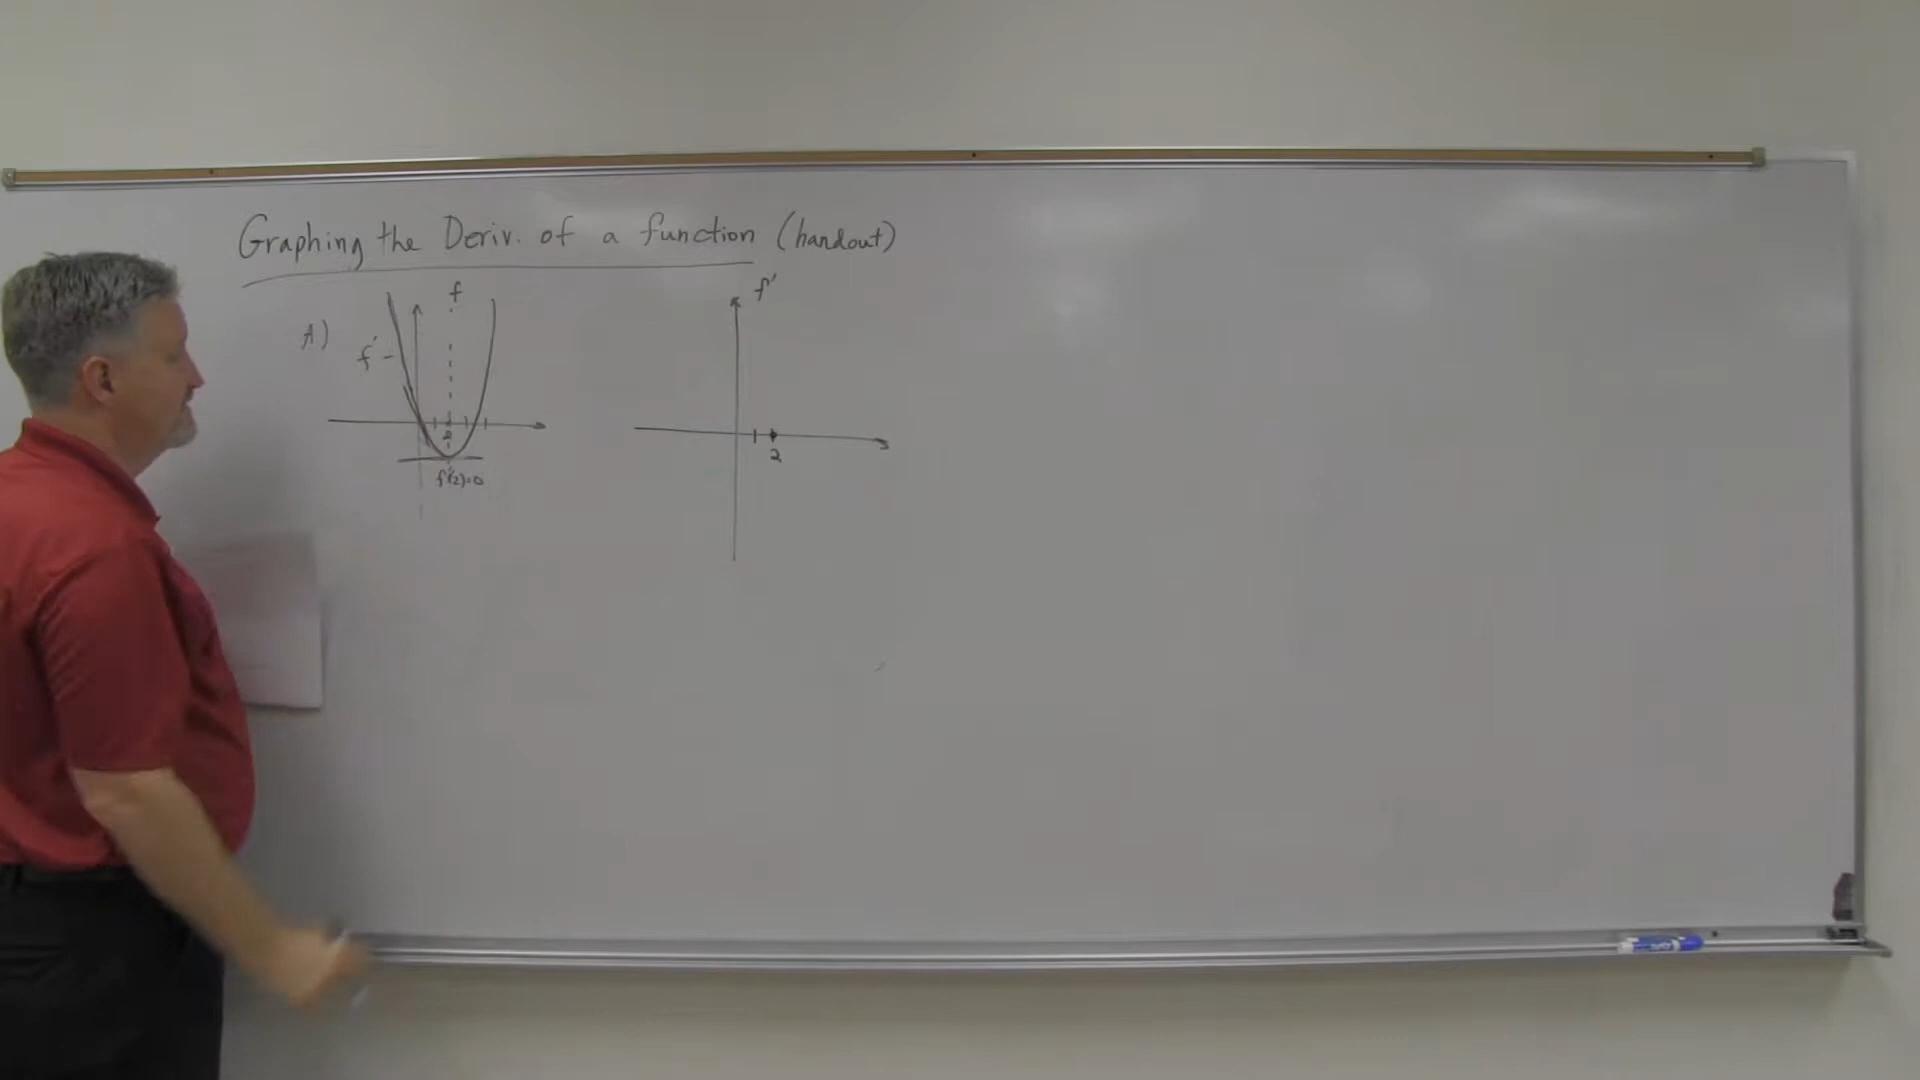 Graphing the Deriv. of a function (handout)
f
f'
A)
f' -
2
2
f'(2)=0